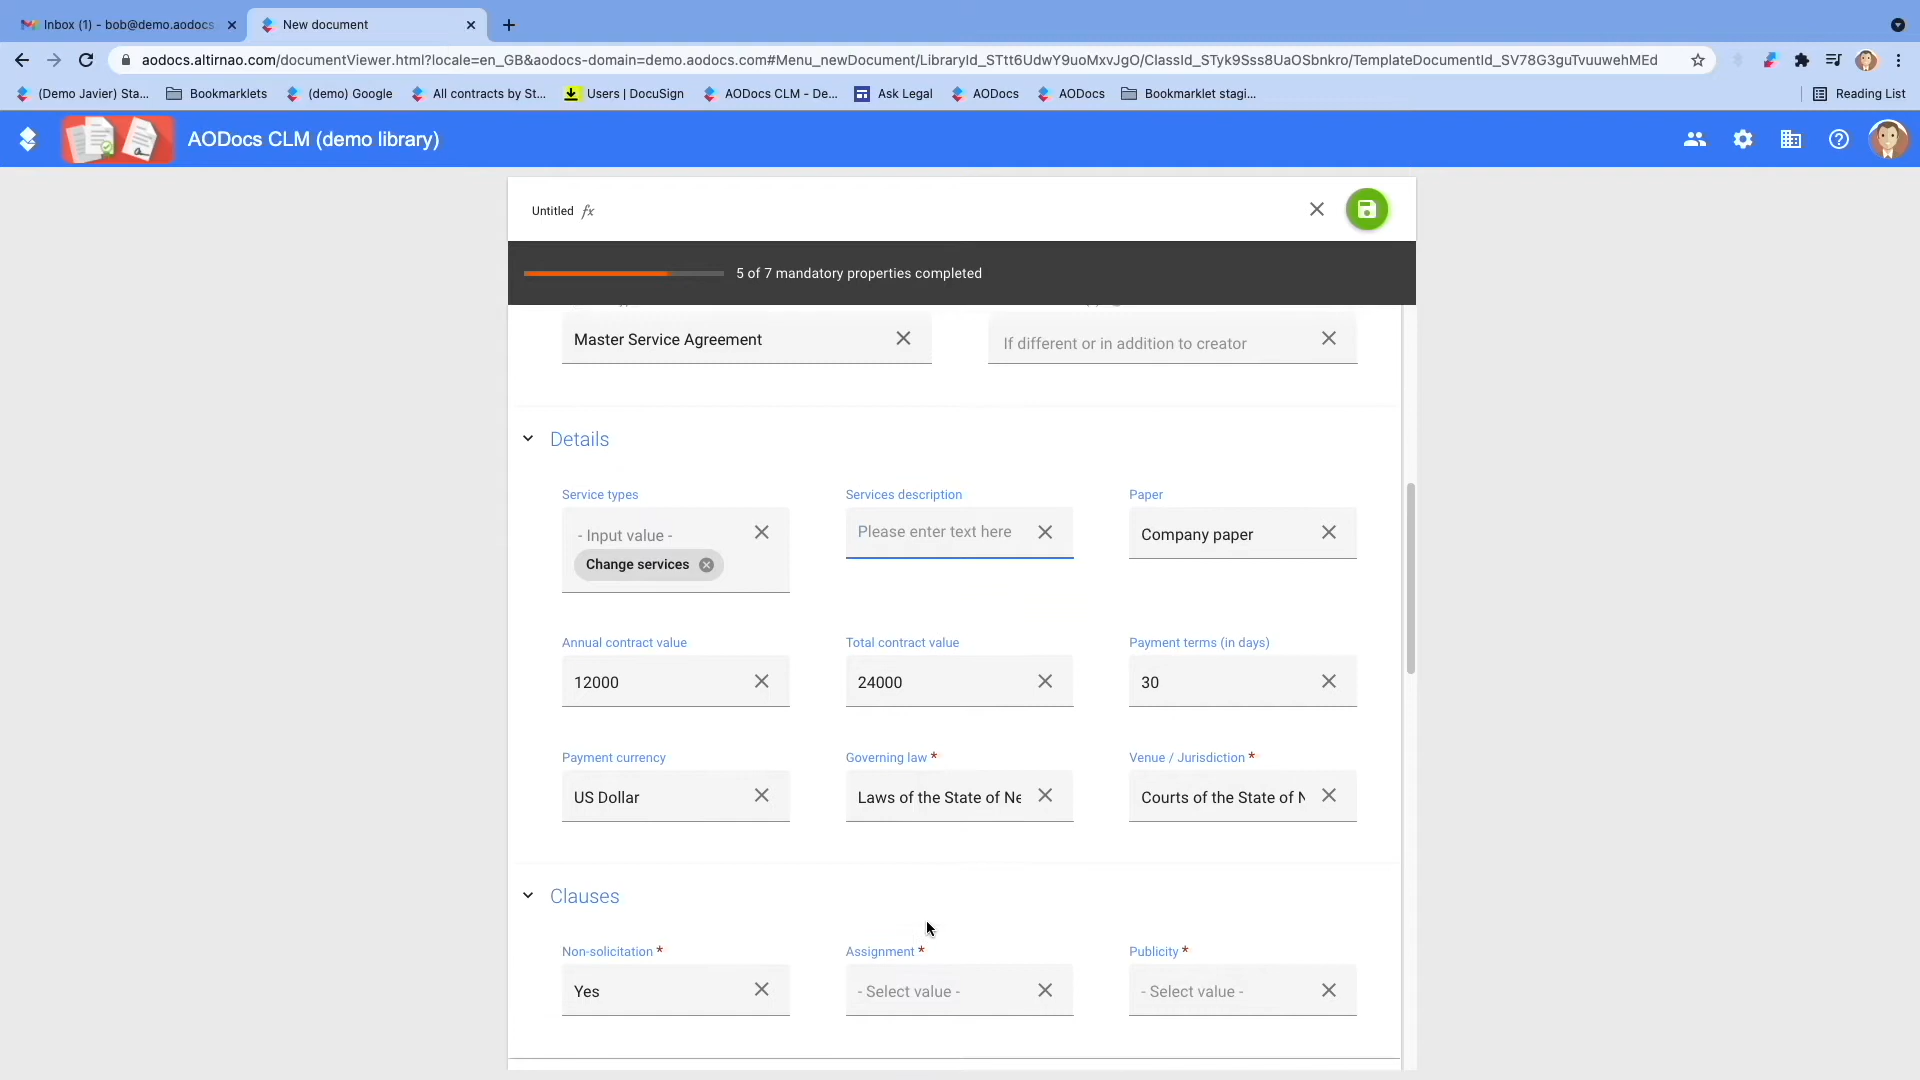 Inbox (1) - bob@demo.aodocs
New document
aodocs.altirnao.com/documentViewer.html?locale=en_GB&aodocs-domain=demo.aodocs.com#Menu_newDocument/LibraryId_STtt6UdwY9uoMxvJgO/ClassId_STyk9Sss8UaOSbnkro/TemplateDocumentId_SV78G3guTvuuwehMEd
(Demo Javier) Sta...
Bookmarklets
(demo) Google
All contracts by St...
Users | DocuSign
AODocs CLM - De...
Ask Legal
AODocs
AODocs
Bookmarklet stagi...
Reading List
AODocs CLM (demo library)
Untitled fx
5 of 7 mandatory properties completed
Master Service Agreement
If different or in addition to creator
Details
Service types
Services description
Paper
- Input value -
Change services
Please enter text here
Company paper
Annual contract value
Total contract value
Payment terms (in days)
12000
24000
30
Payment currency
Governing law *
Venue / Jurisdiction *
US Dollar
Laws of the State of Ne
Courts of the State of N
Clauses
Non-solicitation *
Assignment *
Publicity *
Yes
- Select value -
- Select value -